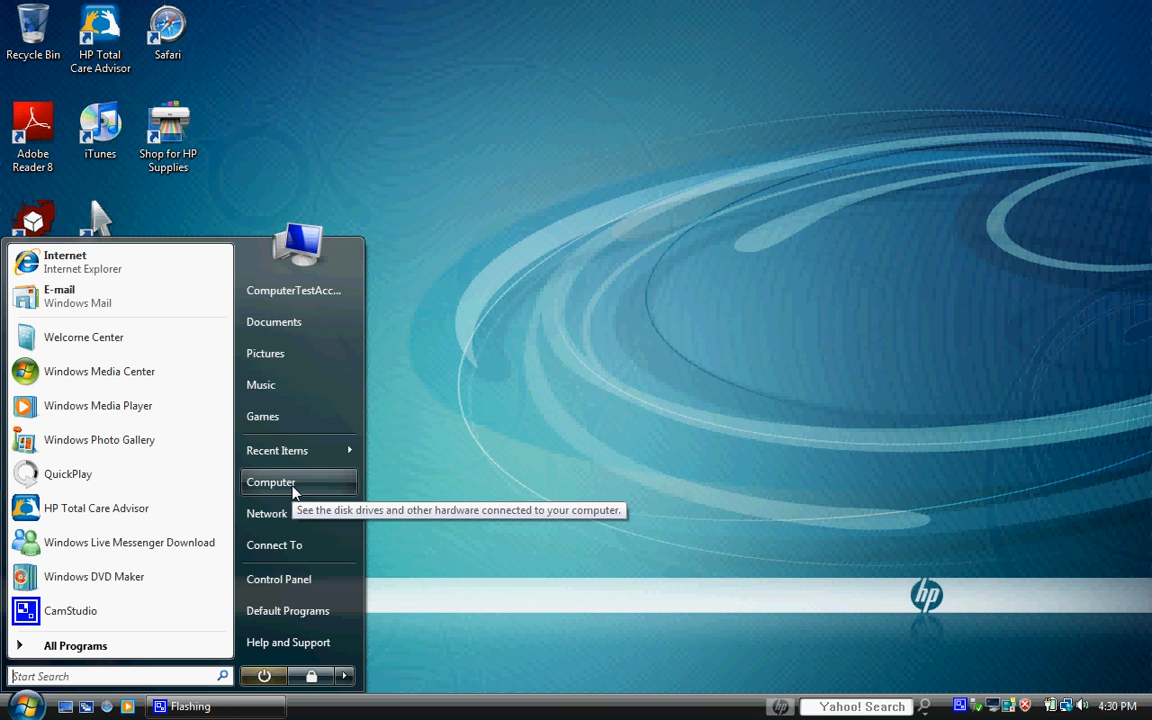 Recycle Bin
HP Total
Care Advisor
Safari
Adobe
Reader 8
iTunes
Shop for HP
Supplies
Internet
Internet Explorer
E-mail
Windows Mail
Welcome Center
Windows Media Center
Windows Media Player
Windows Photo Gallery
QuickPlay
HP Total Care Advisor
Windows Live Messenger Download
Windows DVD Maker
CamStudio
All Programs
Start Search
ComputerTestAcc...
Documents
Pictures
Music
Games
Recent Items
Computer
See the disk drives and other hardware connected to your computer.
Network
Connect To
Control Panel
Default Programs
Help and Support
hp
Flashing
hp
Yahoo! Search
4:30 PM